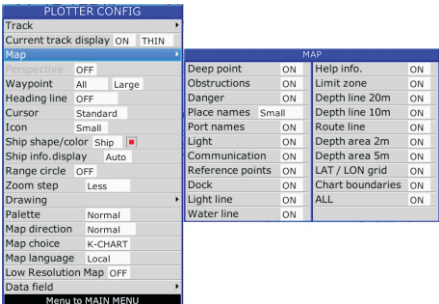 PLOTTER CONFIG
Track
Current track display ON THIN
Map
Perspective OFF
Waypoint All Large
Heading line OFF
Cursor Standard
Icon Small
Ship shape/color Ship
Ship info.display Auto
Range circle OFF
Zoom step Less
Drawing
Palette Normal
Map direction Normal
Map choice K-CHART
Map language Local
Low Resolution Map OFF
Data field
Menu to MAIN MENU
MAP
Deep point ON
Obstructions ON
Danger ON
Place names Small
Port names ON
Light ON
Communication ON
Reference points ON
Dock ON
Light line ON
Water line ON
Help info. ON
Limit zone ON
Depth line 20m ON
Depth line 10m ON
Route line ON
Depth area 2m ON
Depth area 5m ON
LAT / LON grid ON
Chart boundaries ON
ALL ON